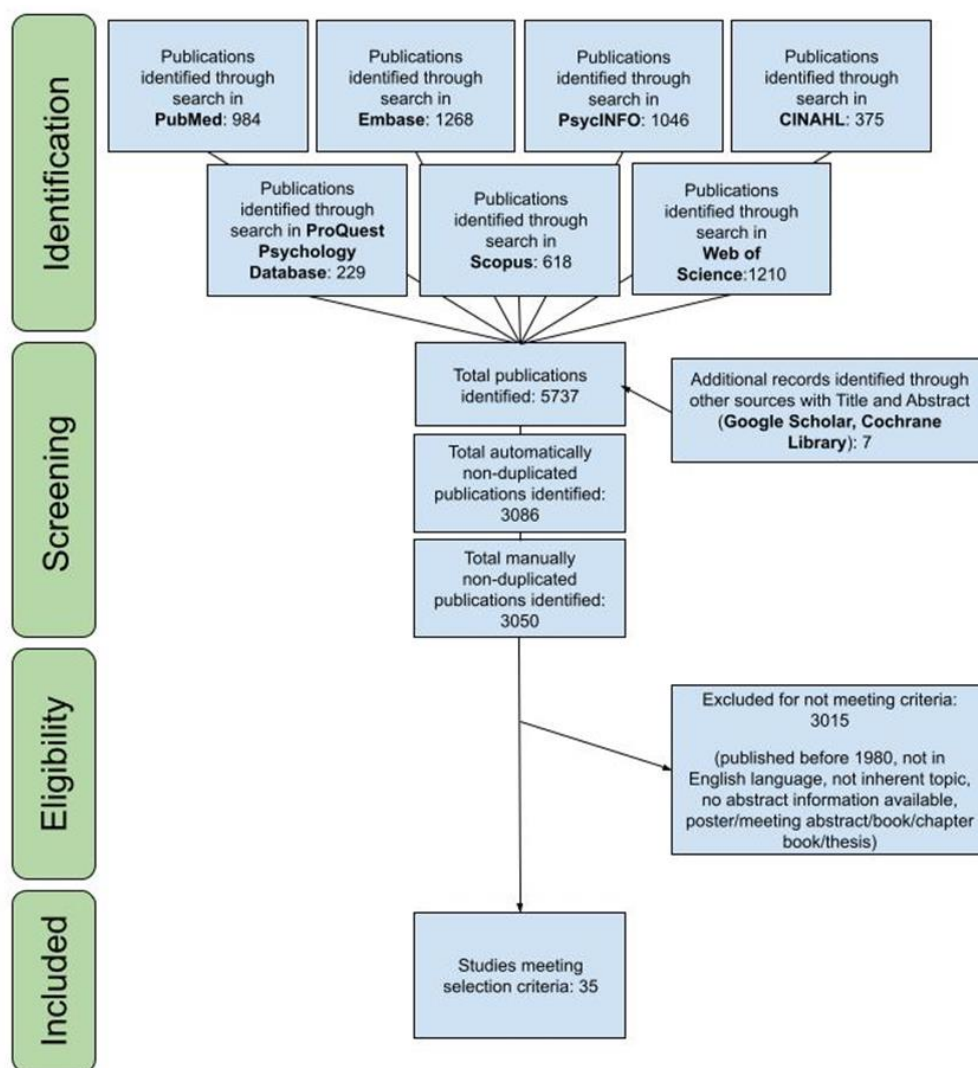 Identification
Publications
identified through
search in
PubMed: 984
Publications
identified through
search in
Embase: 1268
Publications
identified through
search in
PsycINFO: 1046
Publications
identified through
search in
CINAHL: 375
Publications
identified through
search in ProQuest
Psychology
Database: 229
Publications
identified through
search in
Scopus: 618
Publications
identified through
search in
Web of
Science:1210
Screening
Total publications
identified: 5737
Additional records identified through
other sources with Title and Abstract
(Google Scholar, Cochrane
Library): 7
Total automatically
non-duplicated
publications identified:
3086
Total manually
non-duplicated
publications identified:
3050
Eligibility
Excluded for not meeting criteria:
3015
(published before 1980, not in
English language, not inherent topic,
no abstract information available,
poster/meeting abstract/book/chapter
book/thesis)
Included
Studies meeting
selection criteria: 35